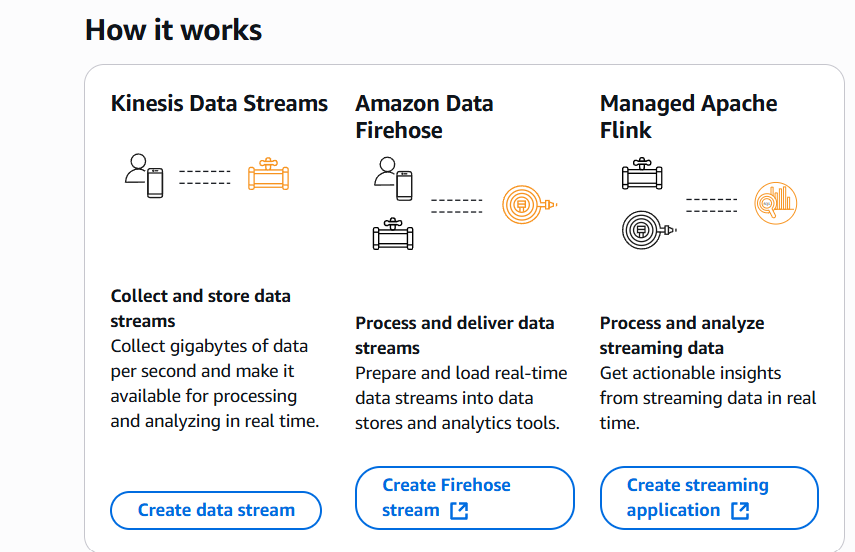 How it works
Kinesis Data Streams
Collect and store data
streams
Collect gigabytes of data
per second and make it
available for processing
and analyzing in real time.
Create data stream
Amazon Data
Firehose
Process and deliver data
streams
Prepare and load real-time
data streams into data
stores and analytics tools.
Create Firehose
stream
Managed Apache
Flink
Process and analyze
streaming data
Get actionable insights
from streaming data in real
time.
Create streaming
application